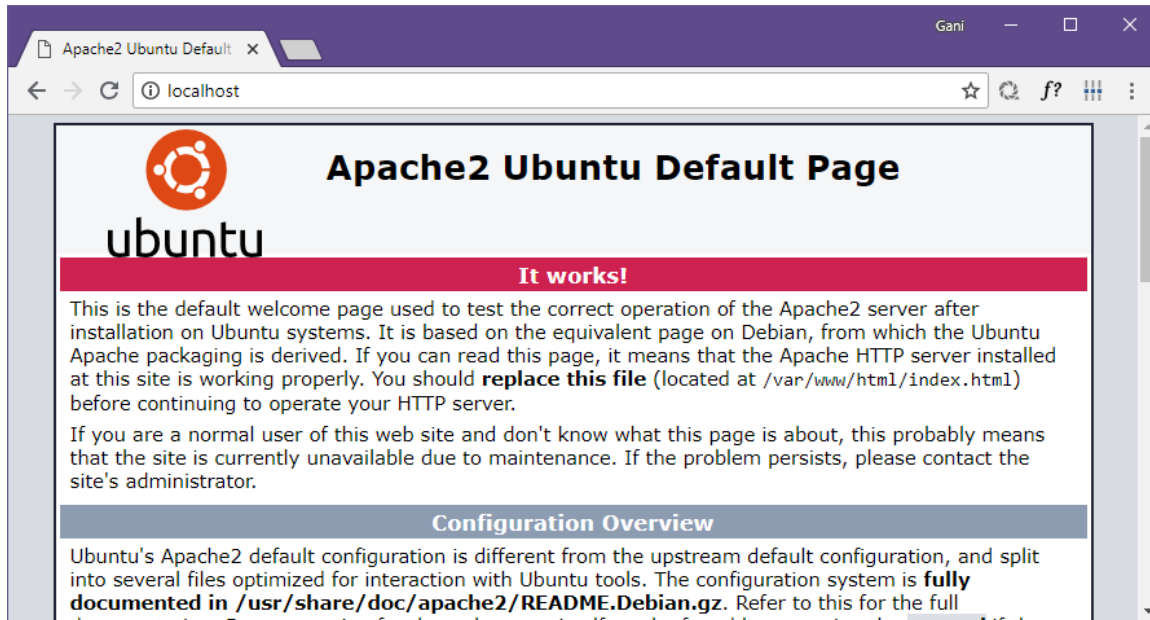 Gani
Apache2 Ubuntu Default
localhost
f?
ubuntu
Apache2 Ubuntu Default Page
It works!
This is the default welcome page used to test the correct operation of the Apache2 server after
installation on Ubuntu systems. It is based on the equivalent page on Debian, from which the Ubuntu
Apache packaging is derived. If you can read this page, it means that the Apache HTTP server installed
at this site is working properly. You should replace this file (located at /var/www/html/index.html)
before continuing to operate your HTTP server.
If you are a normal user of this web site and don't know what this page is about, this probably means
that the site is currently unavailable due to maintenance. If the problem persists, please contact the
site's administrator.
Configuration Overview
Ubuntu's Apache2 default configuration is different from the upstream default configuration, and split
into several files optimized for interaction with Ubuntu tools. The configuration system is fully
documented in /usr/share/doc/apache2/README.Debian.gz. Refer to this for the full